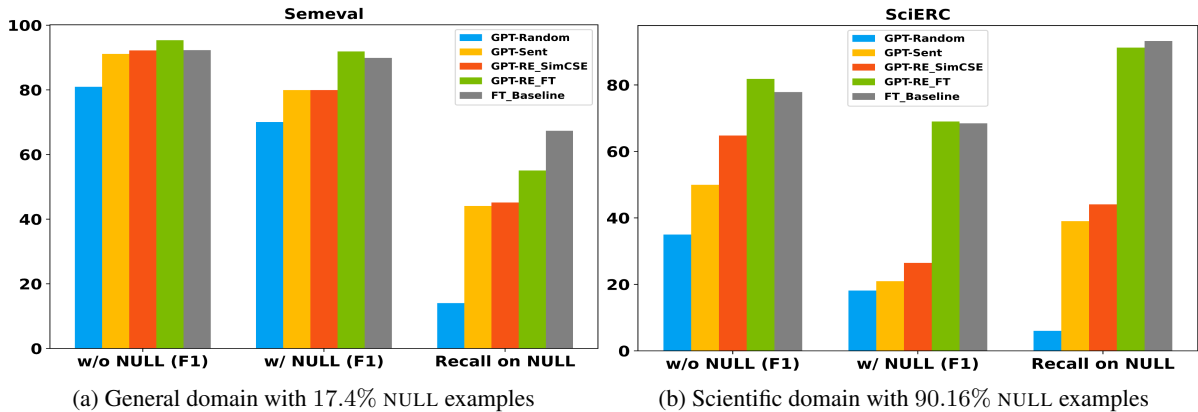 Semeval
100
80
60
40
20
0
GPT-Random
GPT-Sent
GPT-RE_SimCSE
GPT-RE_FT
FT_Baseline
w/o NULL (F1)
w/ NULL (F1)
Recall on NULL
(a) General domain with 17.4% NULL examples
SciERC
80
60
40
20
0
GPT-Random
GPT-Sent
GPT-RE_SimCSE
GPT-RE_FT
FT_Baseline
w/o NULL (F1)
w/ NULL (F1)
Recall on NULL
(b) Scientific domain with 90.16% NULL examples